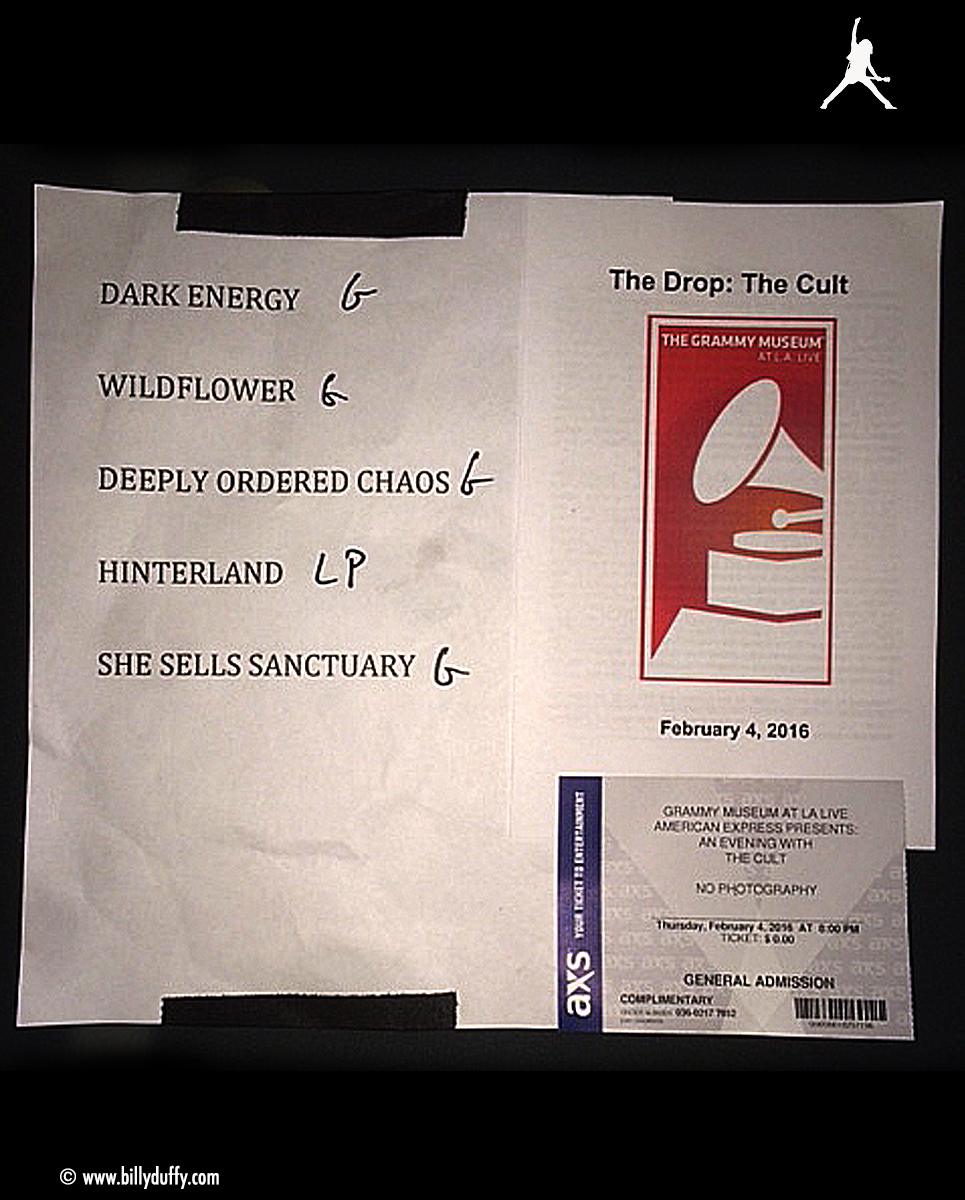 DARK ENERGY G
WILDFLOWER G
DEEPLY ORDERED CHAOS G
HINTERLAND LP
SHE SELLS SANCTUARY G
The Drop: The Cult
THE GRAMMY MUSEUM
AT L.A. LIVE
February 4, 2016
axs YOUR TICKET TO ENTERTAINMENT
GRAMMY MUSEUM AT LA LIVE
AMERICAN EXPRESS PRESENTS:
AN EVENING WITH
THE CULT
NO PHOTOGRAPHY
Thursday, February 4, 2016 AT 8:00 PM
TICKET: $ 0.00
GENERAL ADMISSION
COMPLIMENTARY
© www.billyduffy.com